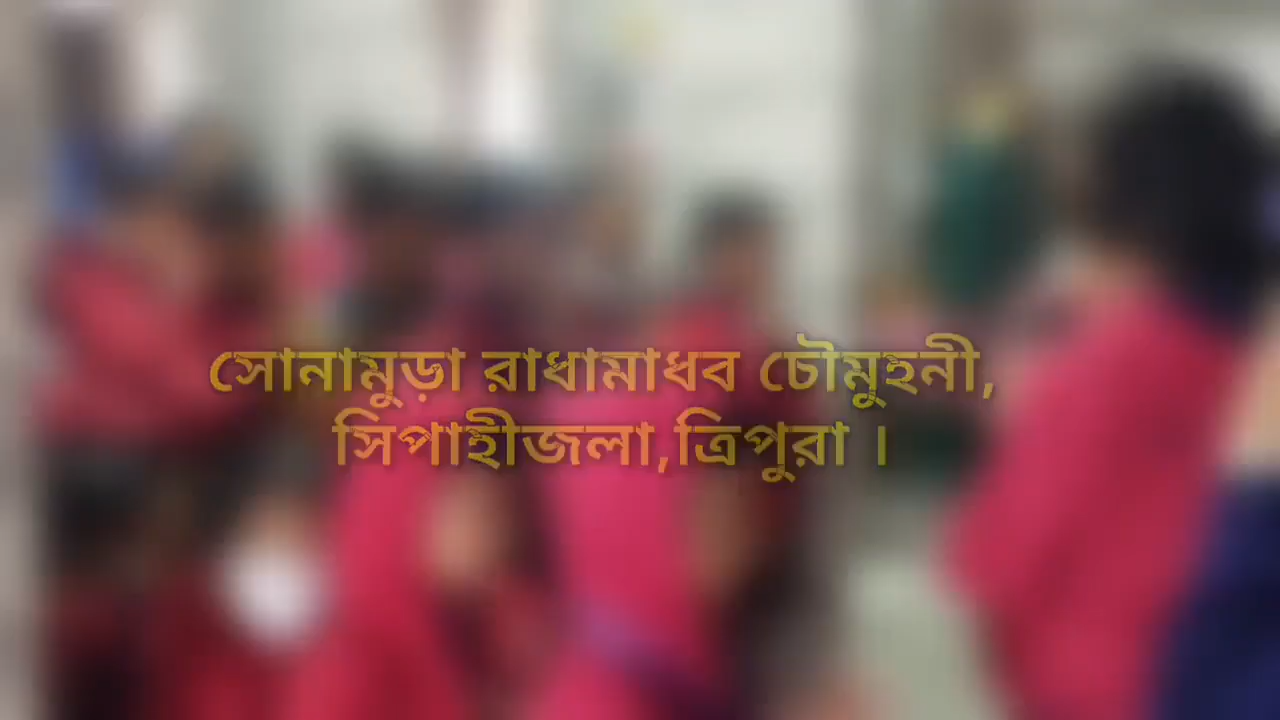 সোনামুড়া রাধামাধব চৌমুহনী,
সিপাহীজলা,ত্রিপুরা ।